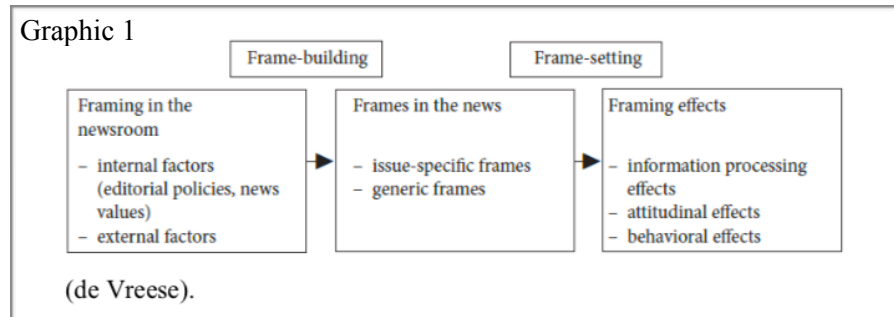 Graphic 1
Frame-building
Frame-setting
Framing in the
newsroom
– internal factors
(editorial policies, news
values)
– external factors
Frames in the news
– issue-specific frames
– generic frames
Framing effects
– information processing
effects
– attitudinal effects
– behavioral effects
(de Vreese).